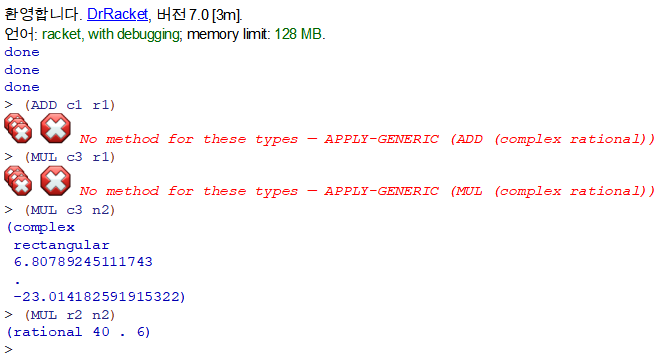 환영합니다. DrRacket, 버전 7.0 [3m].
언어: racket, with debugging; memory limit: 128 MB.
done
done
done
> (ADD c1 r1)
No method for these types — APPLY-GENERIC (ADD (complex rational))
> (MUL c3 r1)
No method for these types — APPLY-GENERIC (MUL (complex rational))
> (MUL c3 n2)
(complex
rectangular
6.80789245111743
.
-23.014182591915322)
> (MUL r2 n2)
(rational 40 . 6)
>